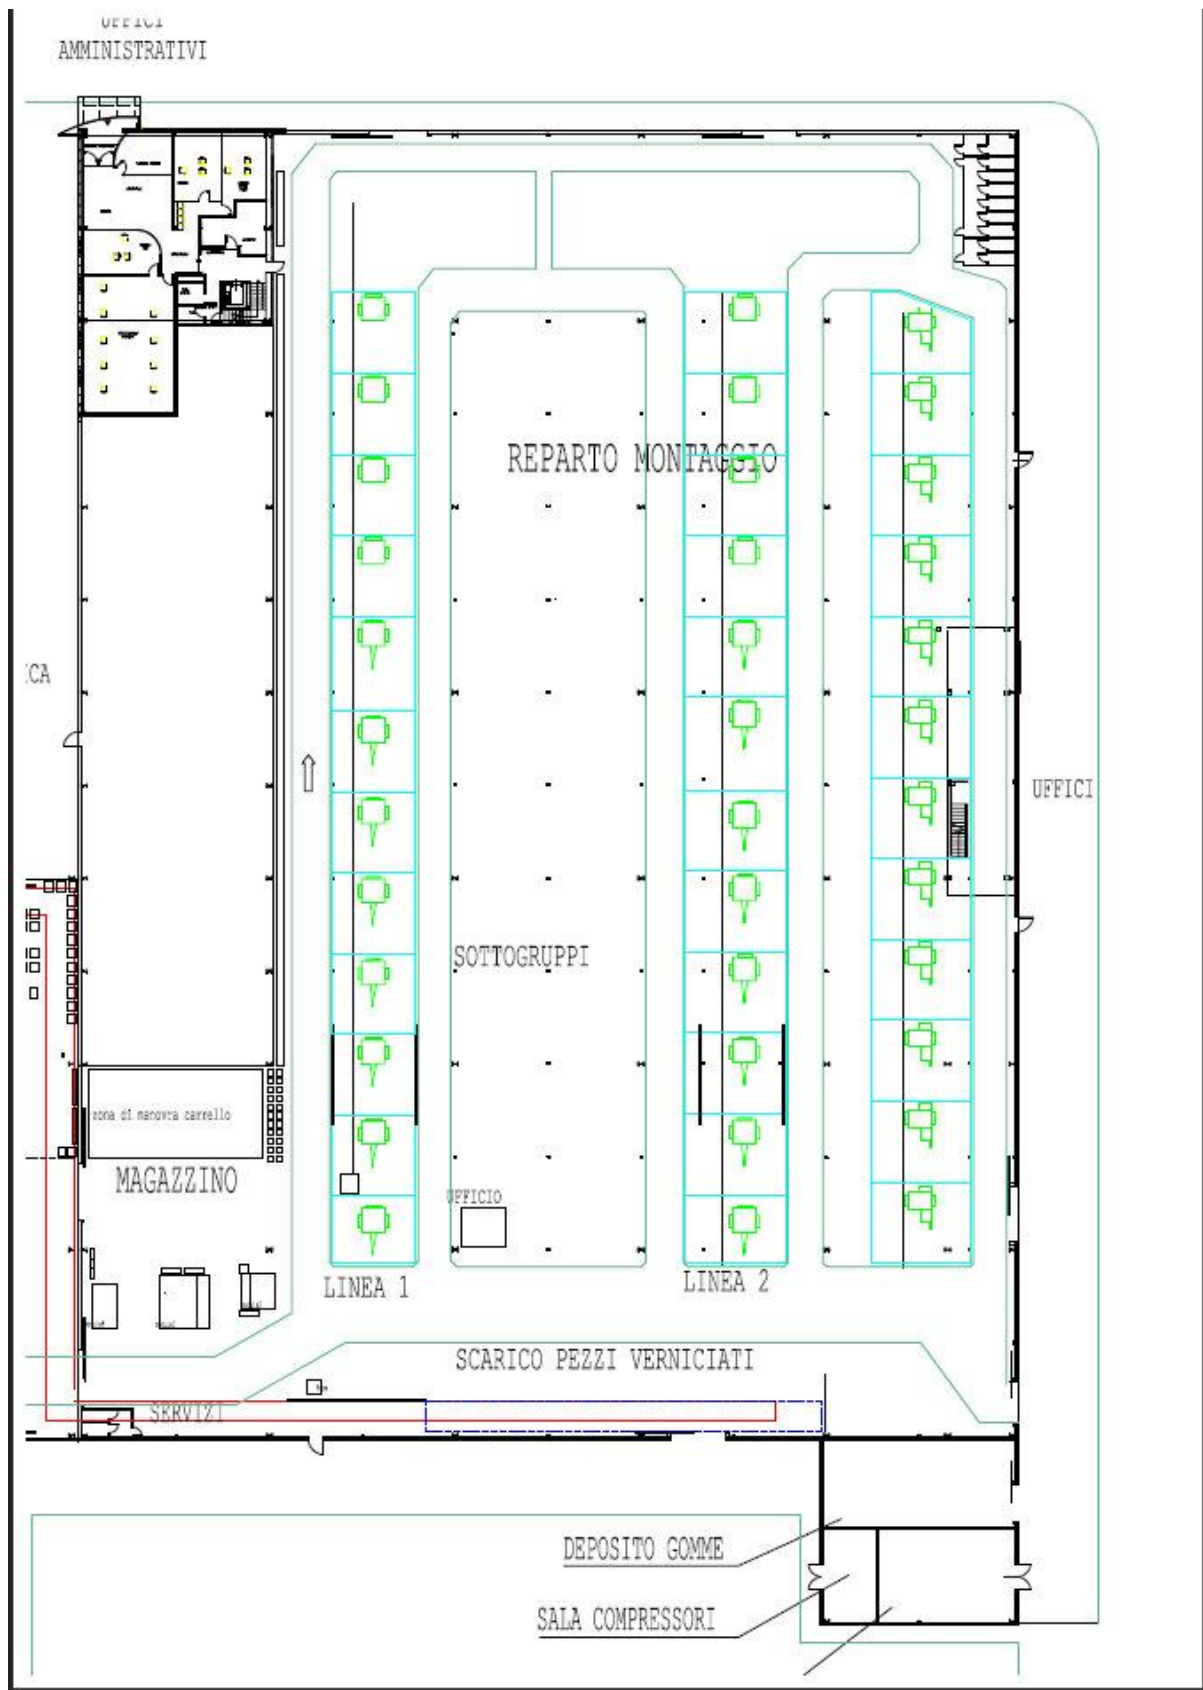 UFFICI
AMMINISTRATIVI
REPARTO MONTAGGIO
UFFICI
SOTTOGRUPPI
zona di manovra carrello
MAGAZZINO
UFFICIO
LINEA 1
LINEA 2
SCARICO PEZZI VERNICIATI
SERVIZI
DEPOSITO GOMME
SALA COMPRESSORI